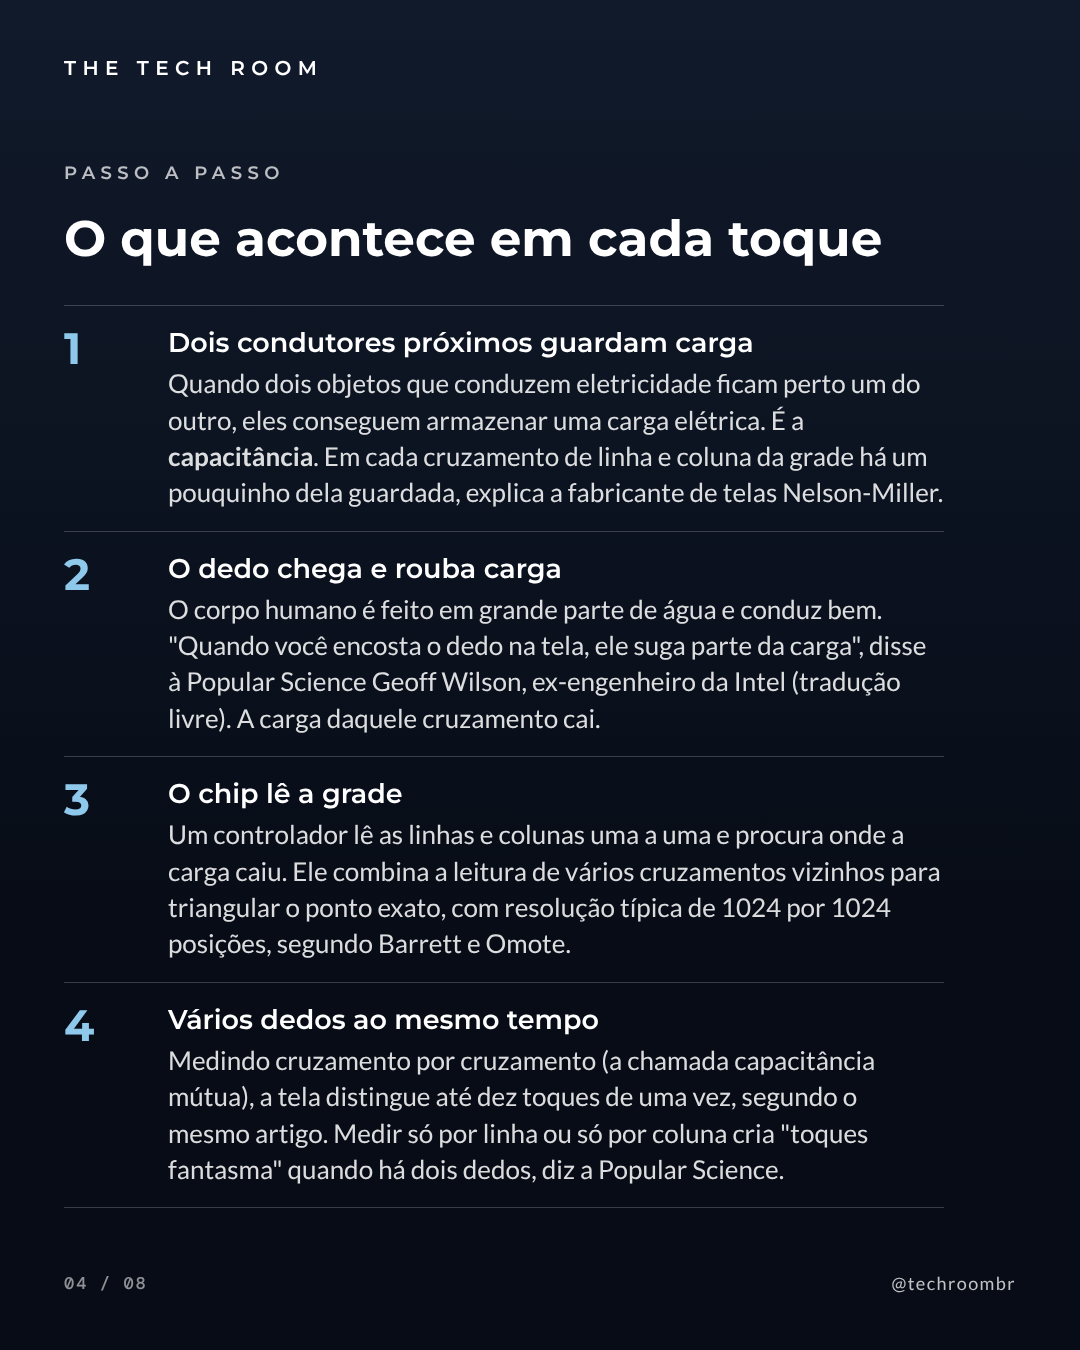 THE TECH ROOM
PASSO A PASSO
O que acontece em cada toque
1
Dois condutores próximos guardam carga
Quando dois objetos que conduzem eletricidade ficam perto um do
outro, eles conseguem armazenar uma carga elétrica. É a
capacitância. Em cada cruzamento de linha e coluna da grade há um
pouquinho dela guardada, explica a fabricante de telas Nelson-Miller.
2
O dedo chega e rouba carga
O corpo humano é feito em grande parte de água e conduz bem.
"Quando você encosta o dedo na tela, ele suga parte da carga", disse
à Popular Science Geoff Wilson, ex-engenheiro da Intel (tradução
livre). A carga daquele cruzamento cai.
3
O chip lê a grade
Um controlador lê as linhas e colunas uma a uma e procura onde a
carga caiu. Ele combina a leitura de vários cruzamentos vizinhos para
triangular o ponto exato, com resolução típica de 1024 por 1024
posições, segundo Barrett e Omote.
4
Vários dedos ao mesmo tempo
Medindo cruzamento por cruzamento (a chamada capacitância
mútua), a tela distingue até dez toques de uma vez, segundo o
mesmo artigo. Medir só por linha ou só por coluna cria "toques
fantasma" quando há dois dedos, diz a Popular Science.
04 / 08
@techroombr